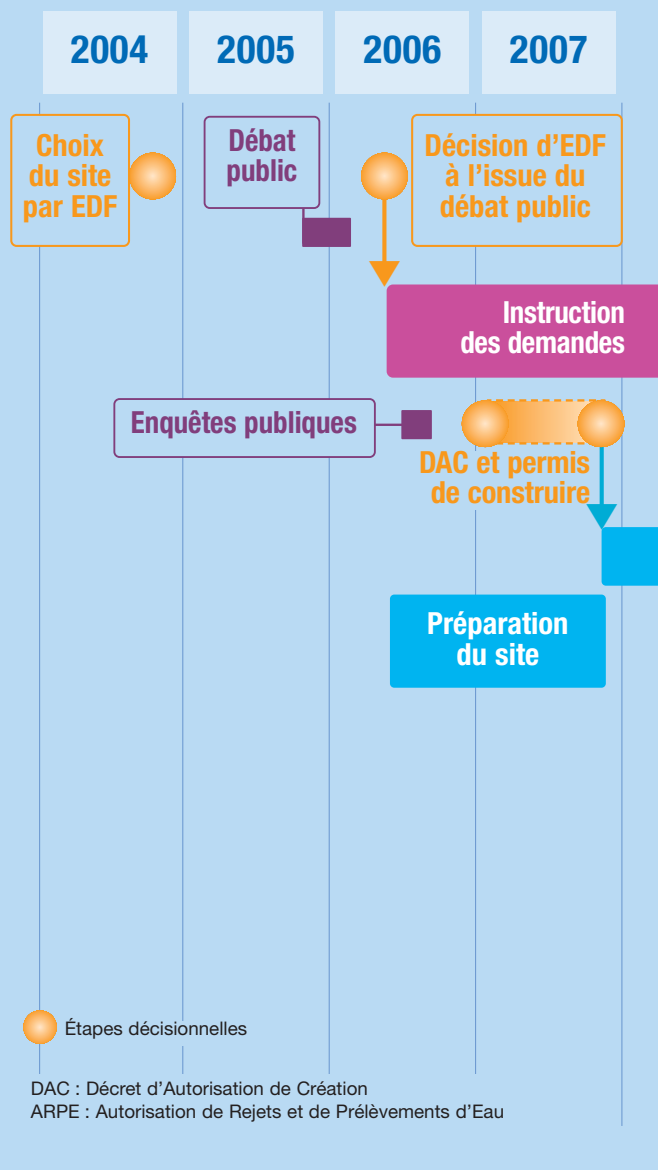 2004 2005 2006 2007
Choix
du site
par EDF
Débat
public
Décision d’EDF
à l’issue du
débat public
Instruction
des demandes
Enquêtes publiques
DAC et permis
de construire
Préparation
du site
Étapes décisionnelles
DAC : Décret d’Autorisation de Création
ARPE : Autorisation de Rejets et de Prélèvements d’Eau